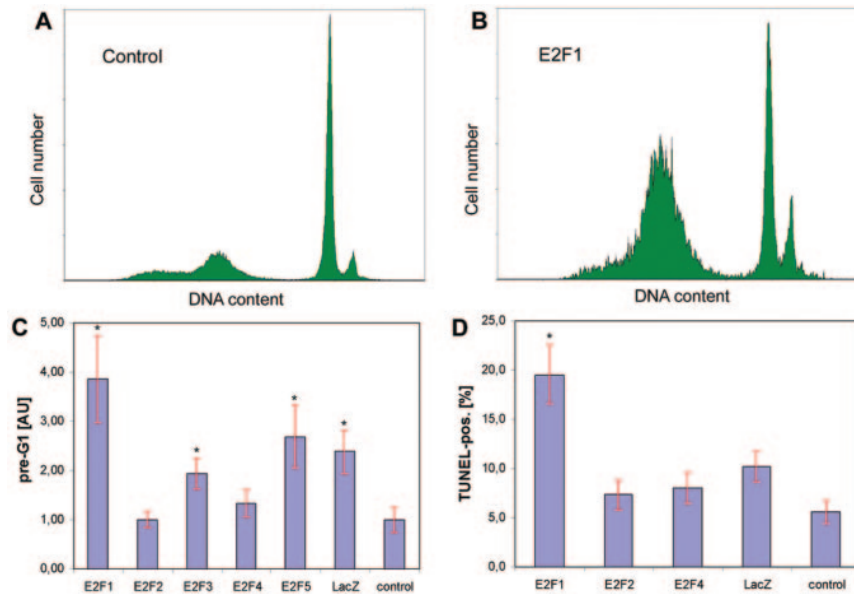 A
Control
Cell number
DNA content
B
E2F1
Cell number
DNA content
C
pre-G1 [AU]
5,00
4,00
3,00
2,00
1,00
0,00
*
*
*
*
E2F1 E2F2 E2F3 E2F4 E2F5 LacZ control
D
TUNEL-pos. [%]
25,0
20,0
15,0
10,0
5,0
0,0
*
E2F1 E2F2 E2F4 LacZ control